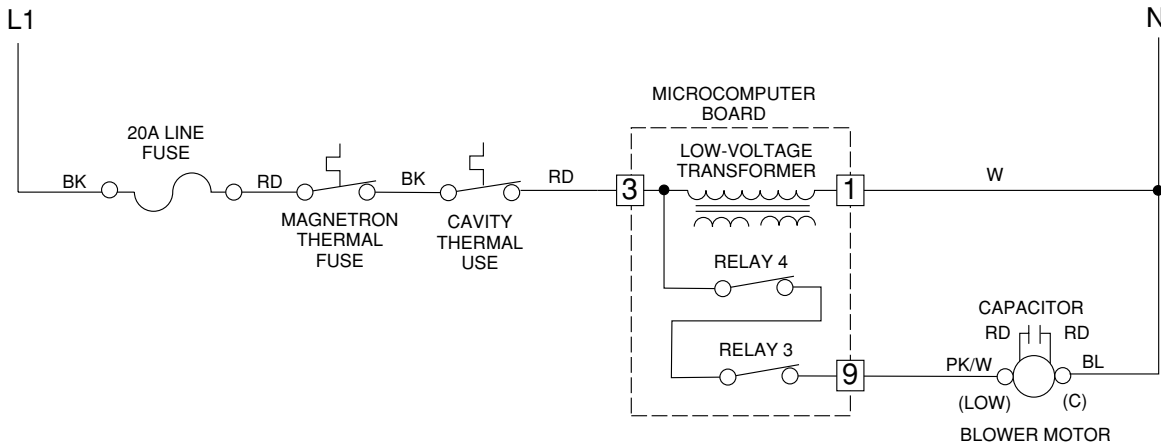 L1
N
MICROCOMPUTER
BOARD
20A LINE
FUSE
LOW-VOLTAGE
TRANSFORMER
BK
RD
BK
RD
3
1
W
MAGNETRON
THERMAL
FUSE
CAVITY
THERMAL
USE
RELAY 4
CAPACITOR
RD
RD
RELAY 3
9
PK/W
BL
(LOW)
(C)
BLOWER MOTOR